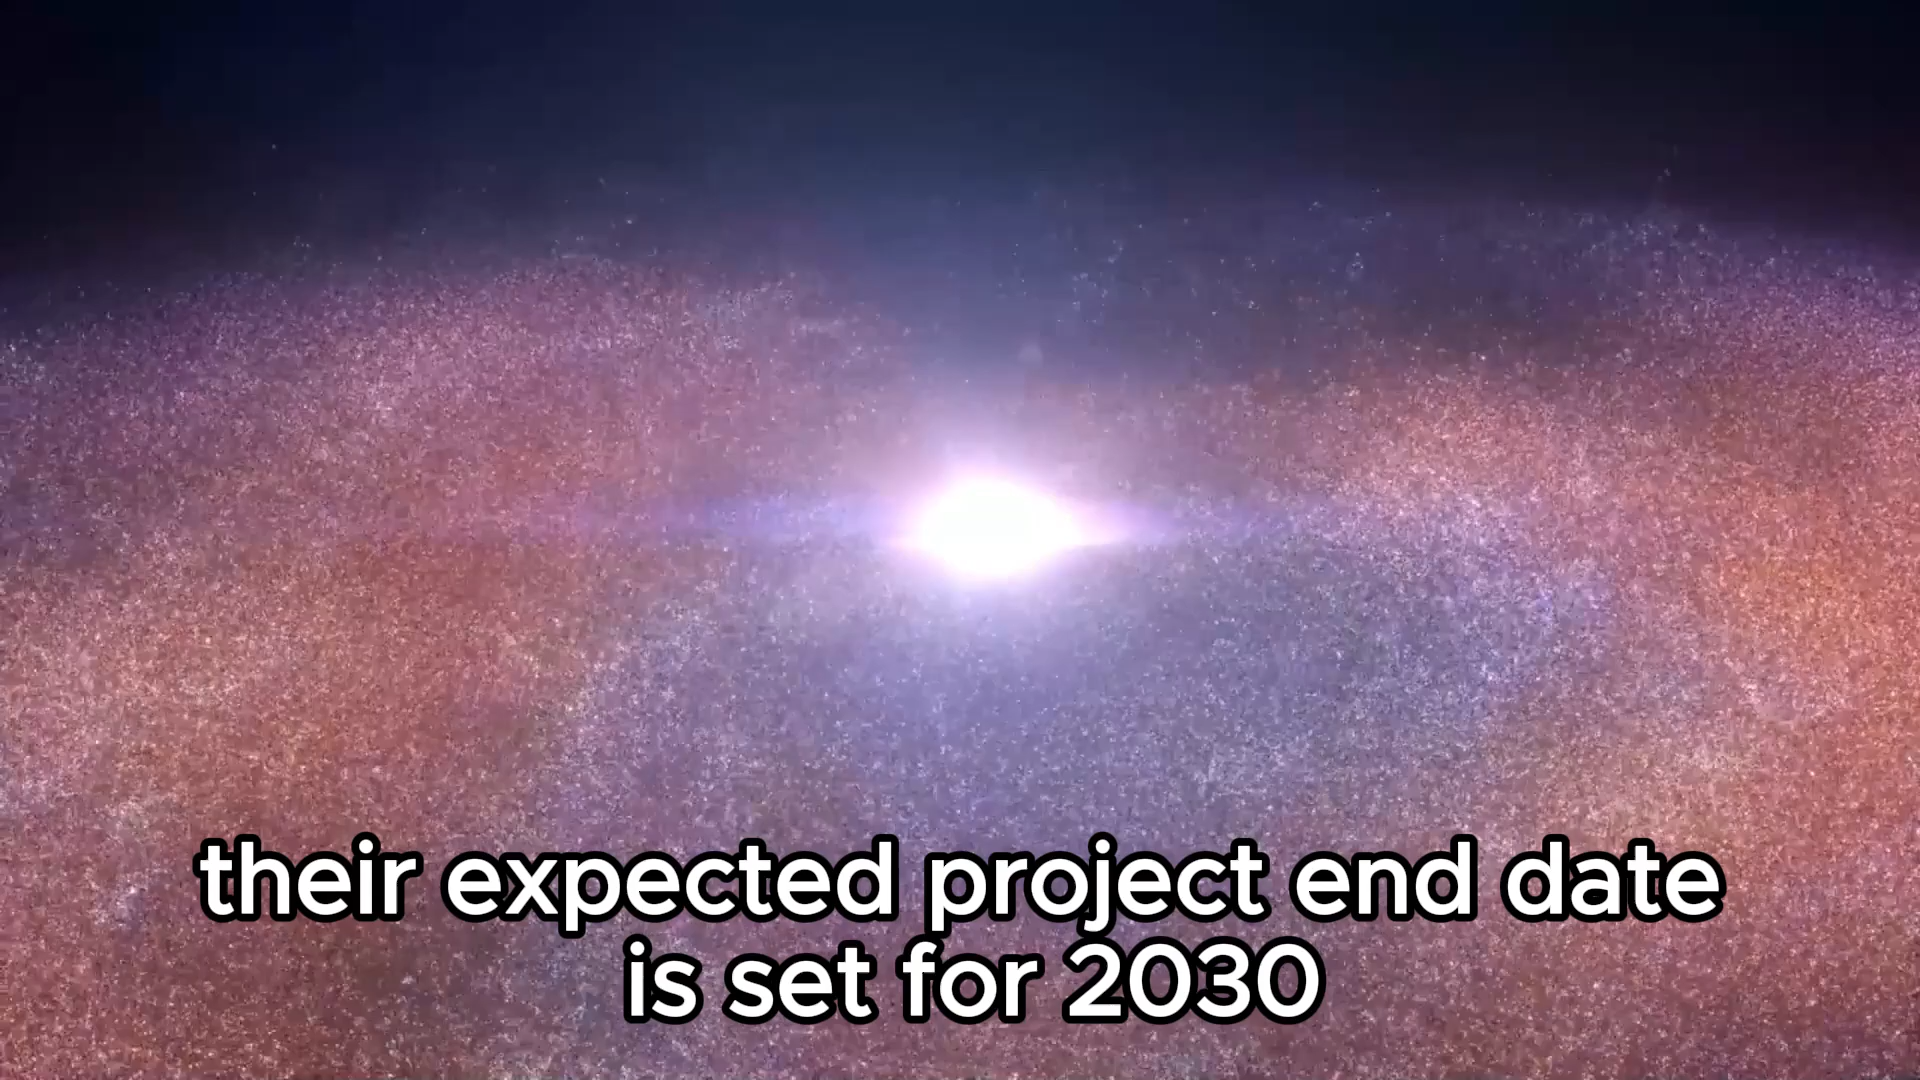 their expected project end date
is set for 2030